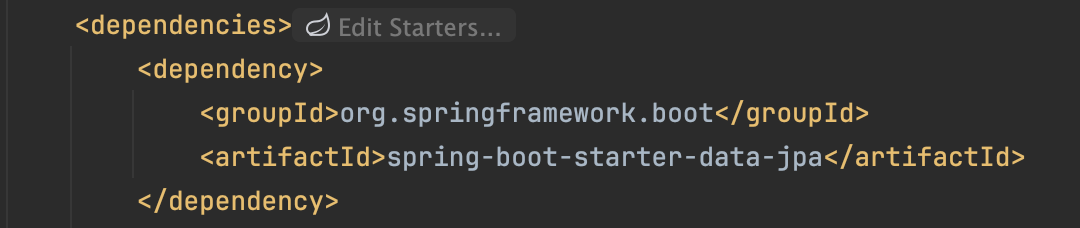 <dependencies> Edit Starters...
<dependency>
<groupId>org.springframework.boot</groupId>
<artifactId>spring-boot-starter-data-jpa</artifactId>
</dependency>